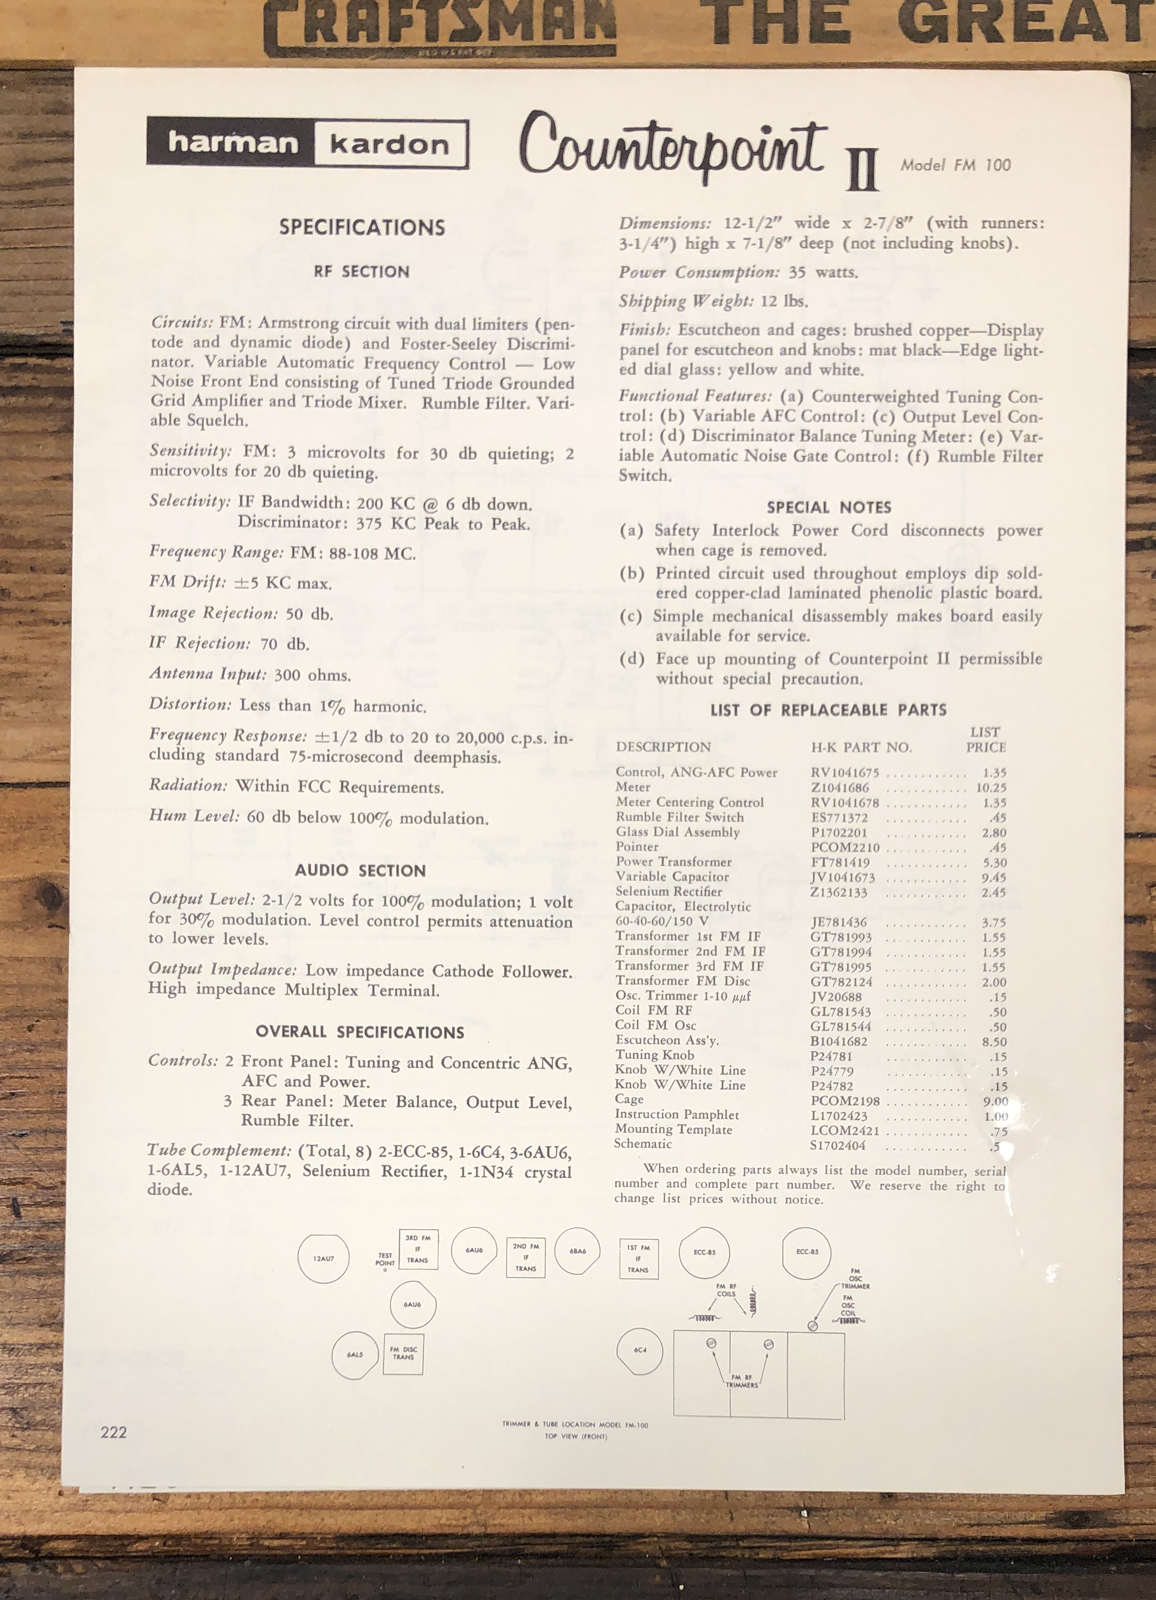 CRAFTSMAN THE GREAT
harman kardon Counterpoint II Model FM 100
SPECIFICATIONS
RF SECTION
Circuits: FM: Armstrong circuit with dual limiters (pen-
tode and dynamic diode) and Foster-Seeley Discrimi-
nator. Variable Automatic Frequency Control — Low
Noise Front End consisting of Tuned Triode Grounded
Grid Amplifier and Triode Mixer. Rumble Filter. Vari-
able Squelch.
Sensitivity: FM: 3 microvolts for 30 db quieting; 2
microvolts for 20 db quieting.
Selectivity: IF Bandwidth: 200 KC @ 6 db down.
Discriminator: 375 KC Peak to Peak.
Frequency Range: FM: 88-108 MC.
FM Drift: ±5 KC max.
Image Rejection: 50 db.
IF Rejection: 70 db.
Antenna Input: 300 ohms.
Distortion: Less than 1% harmonic.
Frequency Response: ±1/2 db to 20 to 20,000 c.p.s. in-
cluding standard 75-microsecond deemphasis.
Radiation: Within FCC Requirements.
Hum Level: 60 db below 100% modulation.
AUDIO SECTION
Output Level: 2-1/2 volts for 100% modulation; 1 volt
for 30% modulation. Level control permits attenuation
to lower levels.
Output Impedance: Low impedance Cathode Follower.
High impedance Multiplex Terminal.
OVERALL SPECIFICATIONS
Controls: 2 Front Panel: Tuning and Concentric ANG,
AFC and Power.
3 Rear Panel: Meter Balance, Output Level,
Rumble Filter.
Tube Complement: (Total, 8) 2-ECC-85, 1-6C4, 3-6AU6,
1-6AL5, 1-12AU7, Selenium Rectifier, 1-1N34 crystal
diode.
Dimensions: 12-1/2" wide x 2-7/8" (with runners:
3-1/4") high x 7-1/8" deep (not including knobs).
Power Consumption: 35 watts.
Shipping Weight: 12 lbs.
Finish: Escutcheon and cages: brushed copper—Display
panel for escutcheon and knobs: mat black—Edge light-
ed dial glass: yellow and white.
Functional Features: (a) Counterweighted Tuning Con-
trol: (b) Variable AFC Control: (c) Output Level Con-
trol: (d) Discriminator Balance Tuning Meter: (e) Var-
iable Automatic Noise Gate Control: (f) Rumble Filter
Switch.
SPECIAL NOTES
(a) Safety Interlock Power Cord disconnects power
when cage is removed.
(b) Printed circuit used throughout employs dip sold-
ered copper-clad laminated phenolic plastic board.
(c) Simple mechanical disassembly makes board easily
available for service.
(d) Face up mounting of Counterpoint II permissible
without special precaution.
LIST OF REPLACEABLE PARTS
DESCRIPTION H-K PART NO. LIST PRICE
Control, ANG-AFC Power RV1041675 ............ 1.35
Meter Z1041686 ............ 10.25
Meter Centering Control RV1041678 ............ 1.35
Rumble Filter Switch ES771372 ............ .45
Glass Dial Assembly P1702201 ............ 2.80
Pointer PCOM2210 ............ .45
Power Transformer FT781419 ............ 5.30
Variable Capacitor JV1041673 ............ 9.45
Selenium Rectifier Z1362133 ............ 2.45
Capacitor, Electrolytic
60-40-60/150 V JE781436 ............ 3.75
Transformer 1st FM IF GT781993 ............ 1.55
Transformer 2nd FM IF GT781994 ............ 1.55
Transformer 3rd FM IF GT781995 ............ 1.55
Transformer FM Disc GT782124 ............ 2.00
Osc. Trimmer 1-10 μμf JV20688 ............ .15
Coil FM RF GL781543 ............ .50
Coil FM Osc GL781544 ............ .50
Escutcheon Ass'y. B1041682 ............ 8.50
Tuning Knob P24781 ............ .15
Knob W/White Line P24779 ............ .15
Knob W/White Line P24782 ............ .15
Cage PCOM2198 ............ 9.00
Instruction Pamphlet L1702423 ............ 1.00
Mounting Template LCOM2421 ............ .75
Schematic S1702404 ............
When ordering parts always list the model number, serial
number and complete part number. We reserve the right to
change list prices without notice.
12AU7
TEST
POINT
3RD FM
IF
TRANS
6AU6
2ND FM
IF
TRANS
6BA6
1ST FM
IF
TRANS
ECC-85
ECC-85
FM
OSC
TRIMMER
FM RF
COILS
FM
OSC
COIL
6AU6
6AL5
FM DISC
TRANS
6C4
FM RF
TRIMMERS
TRIMMER & TUBE LOCATION MODEL FM-100
TOP VIEW (FRONT)
222